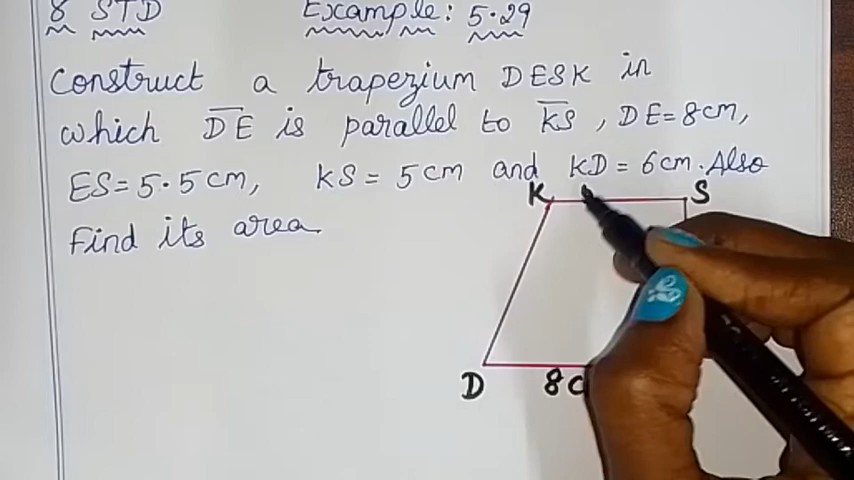 8 STD Example: 5.29
Construct a trapezium DESK in
which DE is parallel to KS, DE=8cm,
ES=5.5cm, KS = 5cm and KD = 6cm. Also
Find its area
K S
D 8c